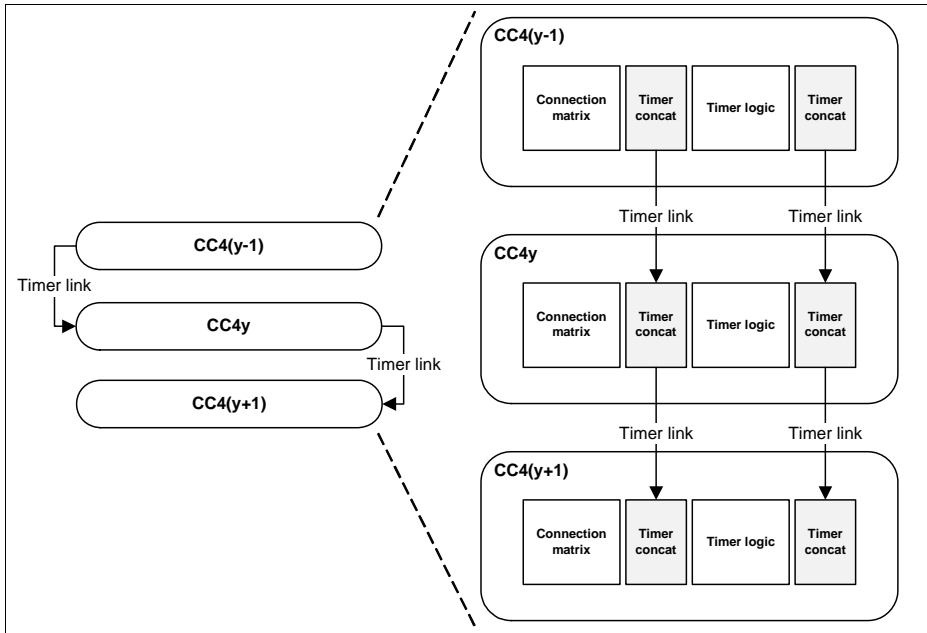 CC4(y-1)
Timer link
CC4y
Timer link
CC4(y+1)
CC4(y-1)
Connection
matrix
Timer
concat
Timer logic
Timer
concat
Timer link
Timer link
CC4y
Connection
matrix
Timer
concat
Timer logic
Timer
concat
Timer link
Timer link
CC4(y+1)
Connection
matrix
Timer
concat
Timer logic
Timer
concat